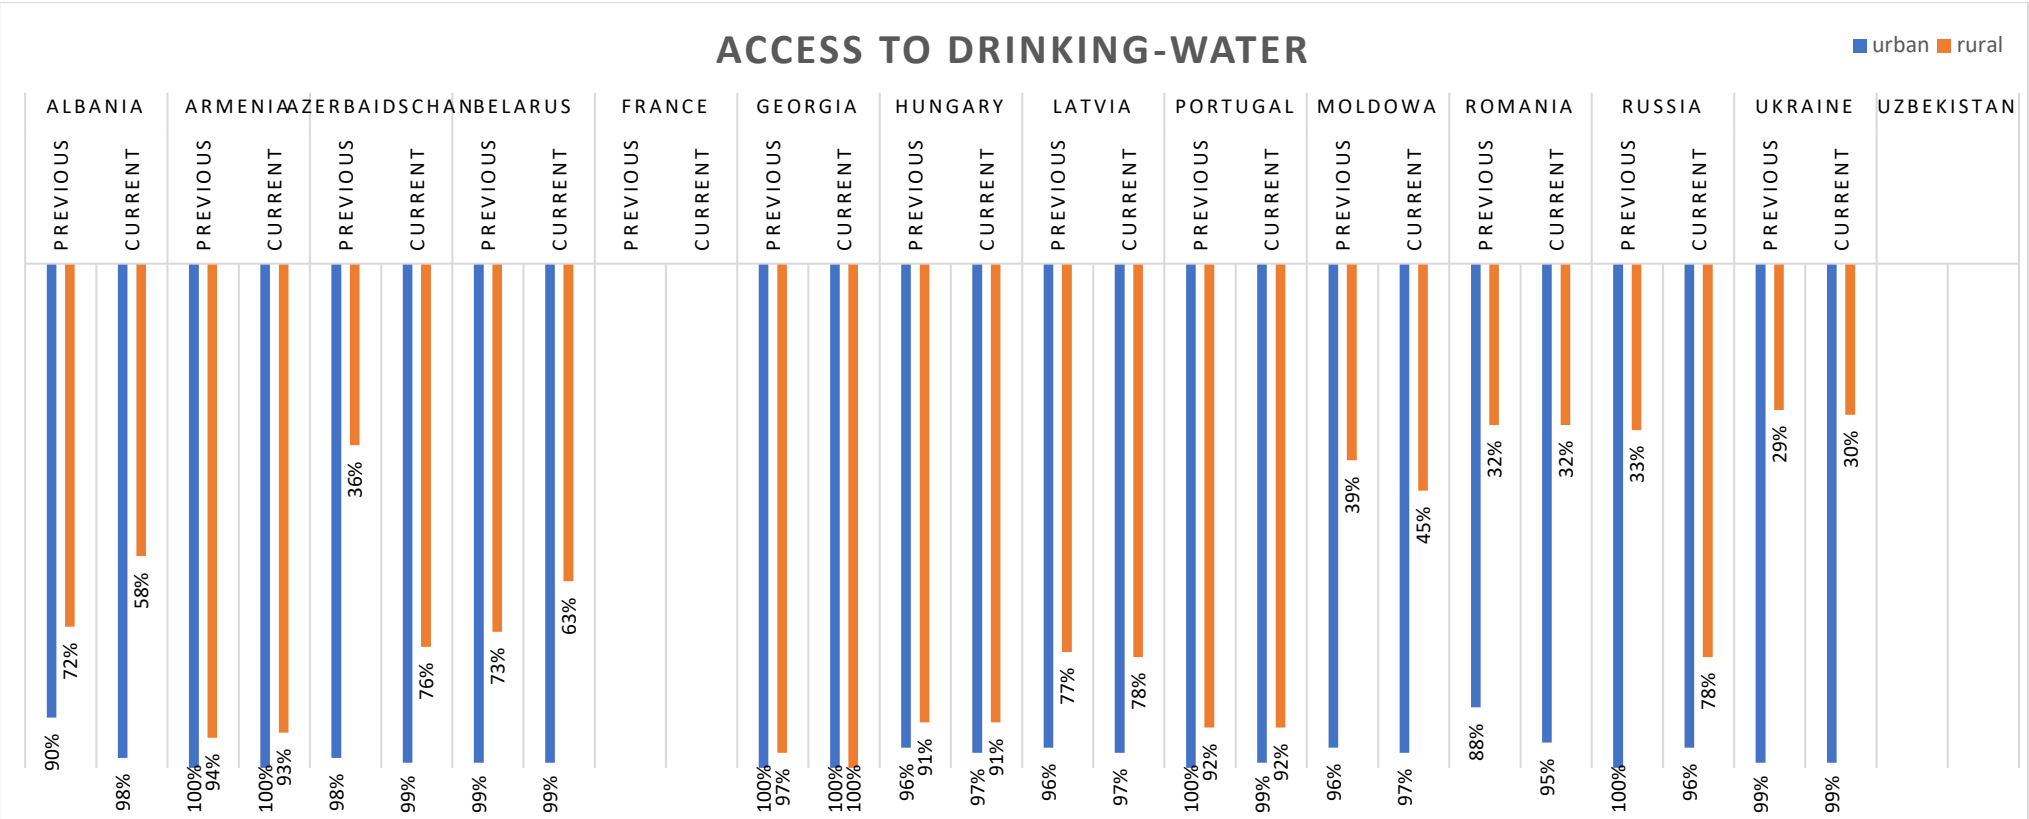 ACCESS TO DRINKING-WATER
urban rural
ALBANIA ARMENIA AZERBAIDSCHAN BELARUS FRANCE GEORGIA HUNGARY LATVIA PORTUGAL MOLDOWA ROMANIA RUSSIA UKRAINE UZBEKISTAN
PREVIOUS CURRENT PREVIOUS CURRENT PREVIOUS CURRENT PREVIOUS CURRENT PREVIOUS CURRENT PREVIOUS CURRENT PREVIOUS CURRENT PREVIOUS CURRENT PREVIOUS CURRENT PREVIOUS CURRENT PREVIOUS CURRENT PREVIOUS CURRENT PREVIOUS CURRENT
90% 72% 98% 58% 100% 94% 100% 93% 98% 36% 99% 76% 99% 73% 99% 63% 100% 97% 100% 100% 96% 91% 97% 91% 96% 77% 97% 78% 100% 92% 99% 92% 96% 39% 97% 45% 88% 32% 95% 32% 100% 33% 96% 78% 99% 29% 99% 30%